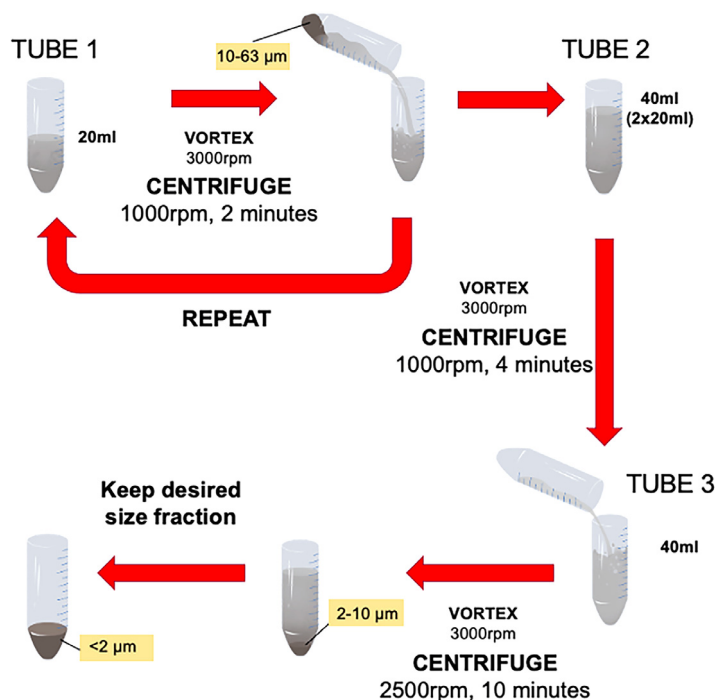 TUBE 1
10-63 µm
TUBE 2
20ml
40ml
(2x20ml)
VORTEX
3000rpm
CENTRIFUGE
1000rpm, 2 minutes
REPEAT
VORTEX
3000rpm
CENTRIFUGE
1000rpm, 4 minutes
TUBE 3
40ml
Keep desired
size fraction
2-10 µm
<2 µm
VORTEX
3000rpm
CENTRIFUGE
2500rpm, 10 minutes